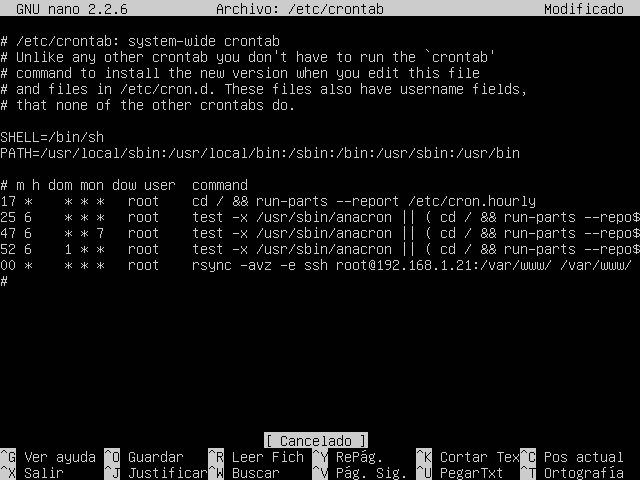 GNU nano 2.2.6 Archivo: /etc/crontab Modificado
# /etc/crontab: system-wide crontab
# Unlike any other crontab you don't have to run the `crontab'
# command to install the new version when you edit this file
# and files in /etc/cron.d. These files also have username fields,
# that none of the other crontabs do.
SHELL=/bin/sh
PATH=/usr/local/sbin:/usr/local/bin:/sbin:/bin:/usr/sbin:/usr/bin
# m h dom mon dow user command
17 * * * * root cd / && run-parts --report /etc/cron.hourly
25 6 * * * root test -x /usr/sbin/anacron || ( cd / && run-parts --repo$
47 6 * * 7 root test -x /usr/sbin/anacron || ( cd / && run-parts --repo$
52 6 1 * * root test -x /usr/sbin/anacron || ( cd / && run-parts --repo$
00 * * * * root rsync -avz -e ssh root@192.168.1.21:/var/www/ /var/www/
#
[ Cancelado ]
^G Ver ayuda ^O Guardar ^R Leer Fich ^Y RePág. ^K Cortar Tex ^C Pos actual
^X Salir ^J Justificar ^W Buscar ^V Pág. Sig. ^U PegarTxt ^T Ortografía